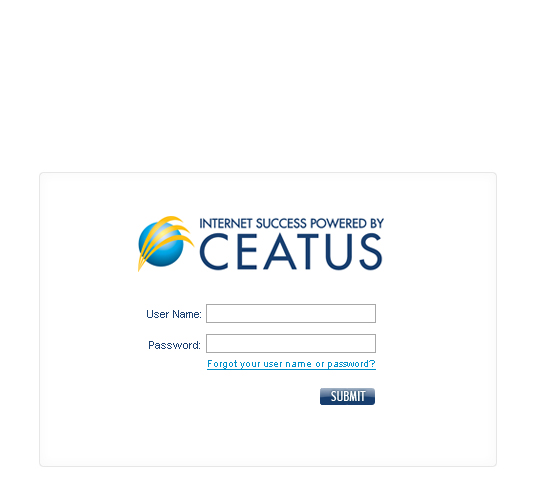 INTERNET SUCCESS POWERED BY
CEATUS
User Name:
Password:
Forgot your user name or password?
SUBMIT